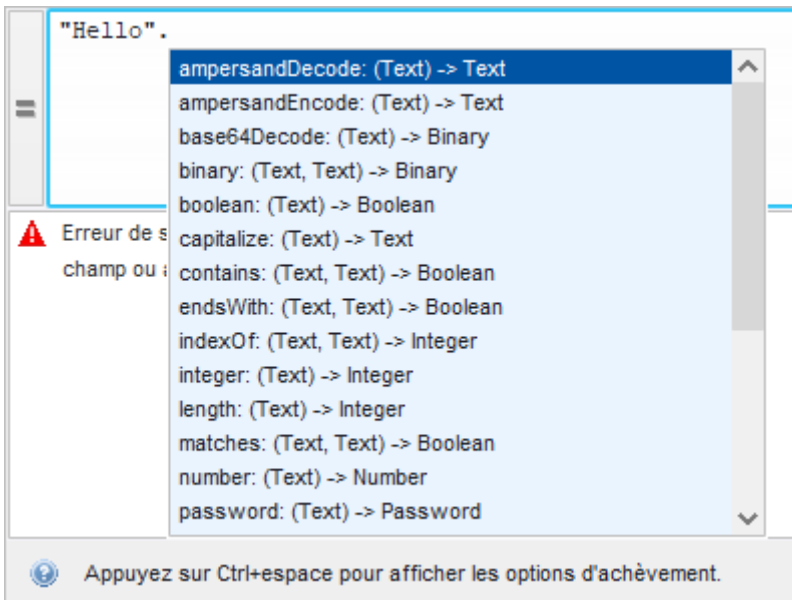 "Hello".
ampersandDecode: (Text) -> Text
ampersandEncode: (Text) -> Text
base64Decode: (Text) -> Binary
binary: (Text, Text) -> Binary
boolean: (Text) -> Boolean
capitalize: (Text) -> Text
contains: (Text, Text) -> Boolean
endsWith: (Text, Text) -> Boolean
indexOf: (Text, Text) -> Integer
integer: (Text) -> Integer
length: (Text) -> Integer
matches: (Text, Text) -> Boolean
number: (Text) -> Number
password: (Text) -> Password
Erreur de
champ ou
Appuyez sur Ctrl+espace pour afficher les options d'achèvement.